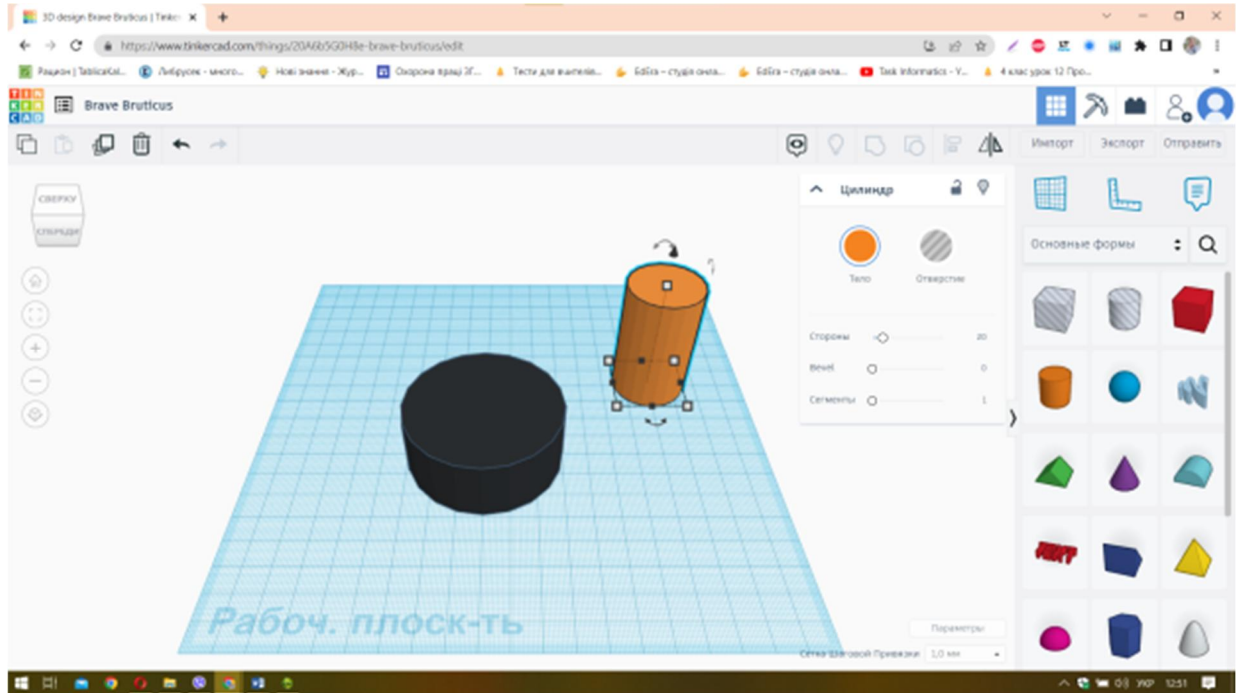 3D design Brave Bruticus | Tinker
https://www.tinkercad.com/things/20A6b5G0H8e-brave-bruticus/edit
Рацион | TablicaKal... Либрусек - много... Нові знання - Жур... Охорона праці ЗГ... Тести для вчителів... EdEra – студія онла... EdEra – студія онла... Task Informatics - Y... 4 клас урок 12 Про...
TIN
KER
CAD
Brave Bruticus
Импорт Экспорт Отправить
СВЕРХУ
СПЕРЕДИ
Цилиндр
Тело Отверстие
Основные формы
Стороны 20
Bevel 0
Сегменты 1
TEXT
Рабоч. плоск-ть
Параметры
Сетка Шаговой Привязки 1,0 мм
УКР 12:51